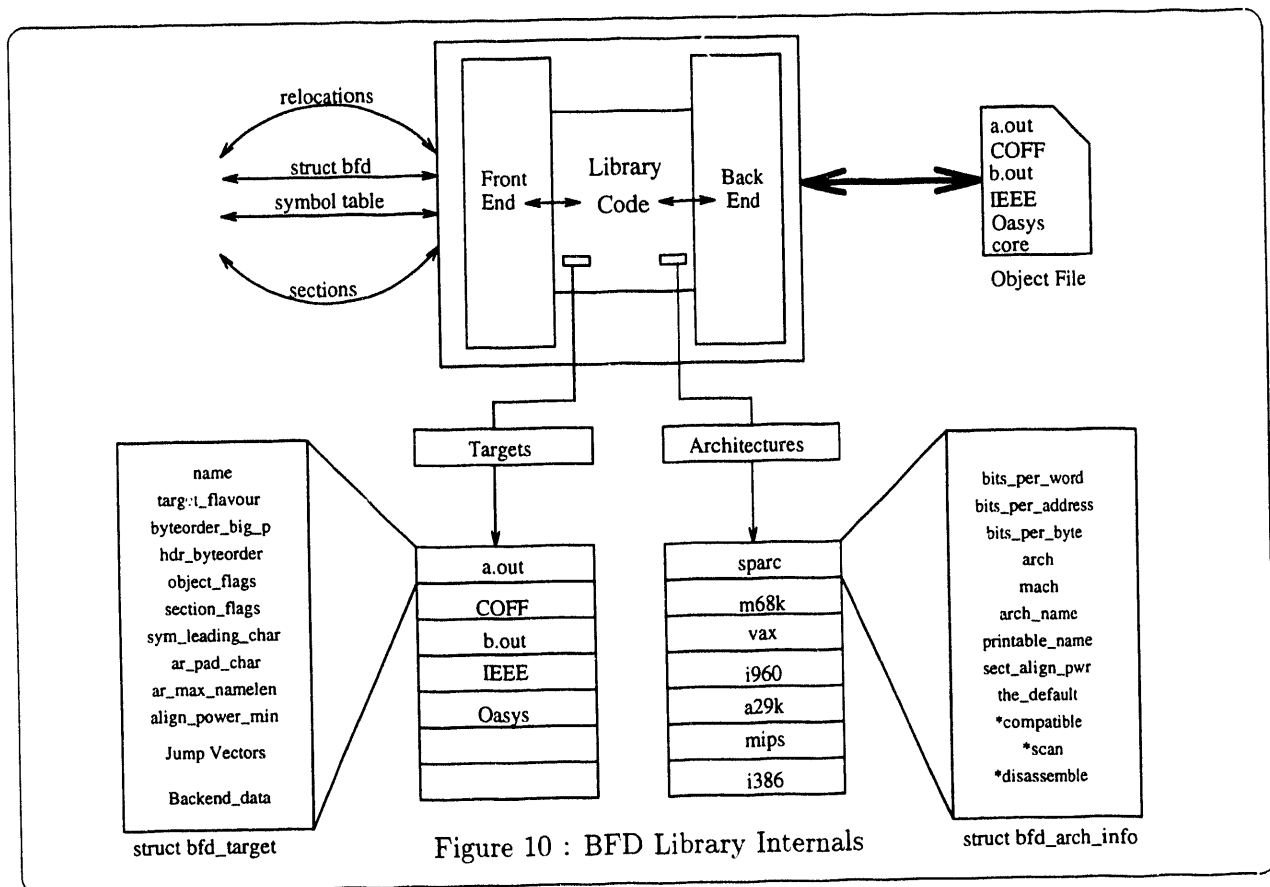 relocations
struct bfd
symbol table
sections
Front
End
Library
Code
Back
End
a.out
COFF
b.out
IEEE
Oasys
core
Object File
Targets
Architectures
name
target_flavour
byteorder_big_p
hdr_byteorder
object_flags
section_flags
sym_leading_char
ar_pad_char
ar_max_namelen
align_power_min
Jump Vectors
Backend_data
struct bfd_target
a.out
COFF
b.out
IEEE
Oasys
sparc
m68k
vax
i960
a29k
mips
i386
bits_per_word
bits_per_address
bits_per_byte
arch
mach
arch_name
printable_name
sect_align_pwr
the_default
*compatible
*scan
*disassemble
struct bfd_arch_info
Figure 10 : BFD Library Internals